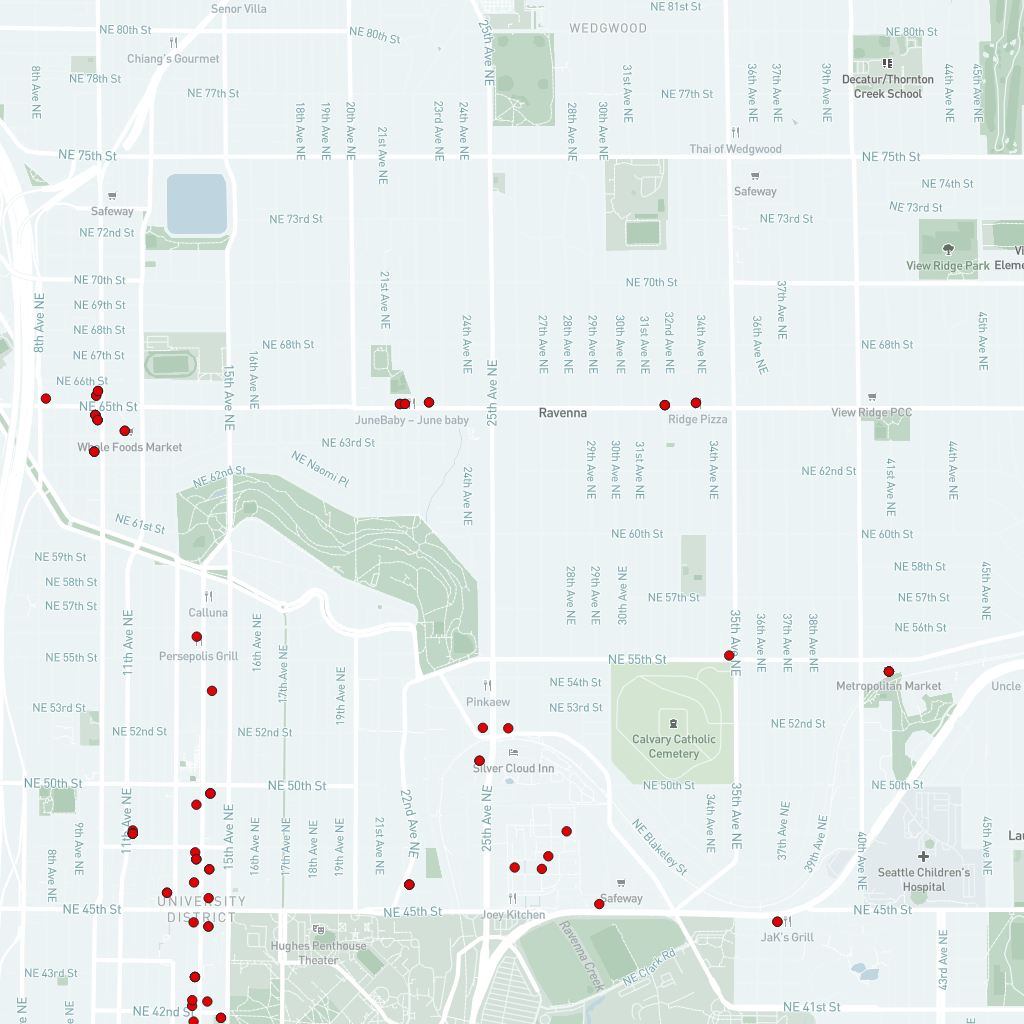 Senor Villa
NE 81st St
NE 80th St
NE 80th St
25th Ave NE
WEDGWOOD
NE 80th St
Chiang's Gourmet
8th Ave NE
NE 78th St
NE 77th St
31st Ave NE
36th Ave NE
37th Ave NE
39th Ave NE
Decatur/Thornton
Creek School
44th Ave NE
45th Ave NE
NE 77th St
18th Ave NE
19th Ave NE
20th Ave NE
21st Ave NE
23rd Ave NE
24th Ave NE
28th Ave NE
30th Ave NE
NE 75th St
Thai of Wedgwood
NE 75th St
Safeway
Safeway
NE 74th St
NE 73rd St
NE 73rd St
NE 73rd St
NE 72nd St
View Ridge Park
Vi
Eleme
NE 70th St
21st Ave NE
NE 70th St
8th Ave NE
NE 69th St
NE 68th St
37th Ave NE
45th Ave NE
24th Ave NE
27th Ave NE
28th Ave NE
29th Ave NE
30th Ave NE
31st Ave NE
32nd Ave NE
34th Ave NE
36th Ave NE
NE 68th St
NE 68th St
NE 67th St
16th Ave NE
15th Ave NE
25th Ave NE
NE 66th St
NE 65th St
JuneBaby – June baby
Ravenna
Ridge Pizza
View Ridge PCC
Whole Foods Market
NE 63rd St
29th Ave NE
30th Ave NE
31st Ave NE
34th Ave NE
41st Ave NE
44th Ave NE
NE 62nd St
NE Naomi Pl
24th Ave NE
NE 62nd St
NE 61st St
NE 60th St
NE 60th St
NE 59th St
NE 58th St
NE 58th St
28th Ave NE
29th Ave NE
30th Ave NE
45th Ave NE
NE 57th St
Calluna
NE 57th St
NE 57th St
11th Ave NE
16th Ave NE
17th Ave NE
35th Ave NE
36th Ave NE
37th Ave NE
38th Ave NE
NE 56th St
NE 55th St
Persepolis Grill
NE 55th St
19th Ave NE
NE 54th St
Metropolitan Market
Uncle
Pinkaew
NE 53rd St
NE 53rd St
NE 52nd St
NE 52nd St
NE 52nd St
Calvary Catholic
Cemetery
Silver Cloud Inn
NE 50th St
NE 50th St
NE 50th St
NE 50th St
11th Ave NE
9th Ave NE
8th Ave NE
15th Ave NE
16th Ave NE
17th Ave NE
18th Ave NE
19th Ave NE
21st Ave NE
22nd Ave NE
25th Ave NE
NE Blakeley St
34th Ave NE
35th Ave NE
37th Ave NE
39th Ave NE
40th Ave NE
45th Ave NE
Lau
Seattle Children's
Hospital
UNIVERSITY
DISTRICT
NE 45th St
NE 45th St
Joey Kitchen
Safeway
NE 45th St
JaK's Grill
Hughes Penthouse
Theater
Ravenna Creek
NE Clark Rd
43rd Ave NE
NE 43rd St
NE 42nd St
NE 41st St
NE
NE